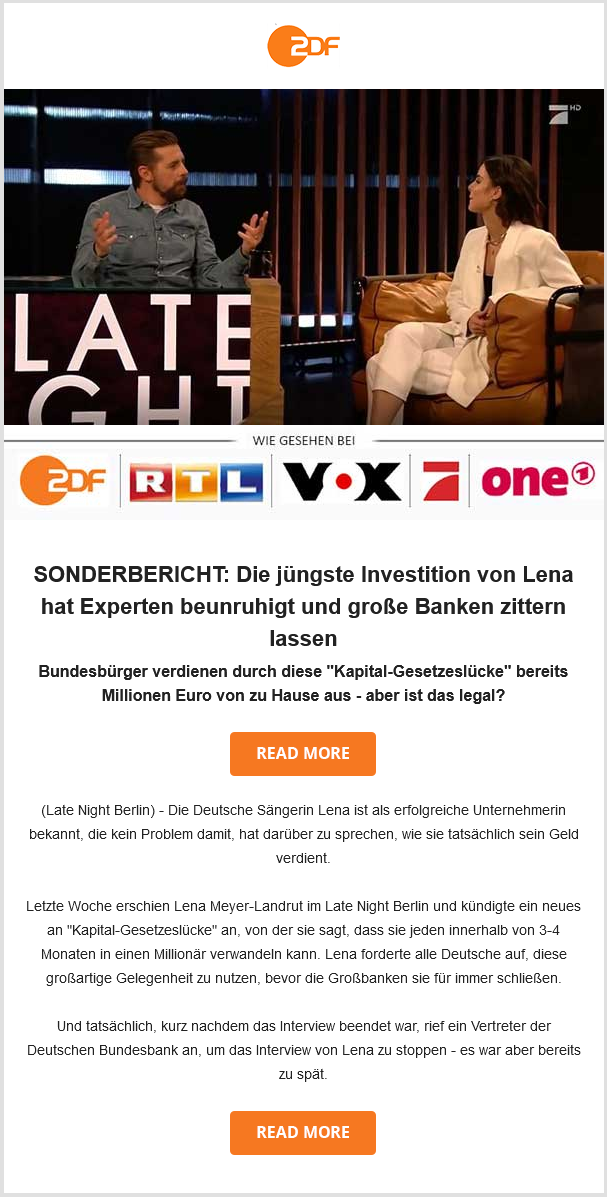 2DF
HD
LATE
GHT
WIE GESEHEN BEI
2DF
RTL
VOX
7
one
SONDERBERICHT: Die jüngste Investition von Lena
hat Experten beunruhigt und große Banken zittern
lassen
Bundesbürger verdienen durch diese "Kapital-Gesetzeslücke" bereits
Millionen Euro von zu Hause aus - aber ist das legal?
READ MORE
(Late Night Berlin) - Die Deutsche Sängerin Lena ist als erfolgreiche Unternehmerin
bekannt, die kein Problem damit, hat darüber zu sprechen, wie sie tatsächlich sein Geld
verdient.
Letzte Woche erschien Lena Meyer-Landrut im Late Night Berlin und kündigte ein neues
an "Kapital-Gesetzeslücke" an, von der sie sagt, dass sie jeden innerhalb von 3-4
Monaten in einen Millionär verwandeln kann. Lena forderte alle Deutsche auf, diese
großartige Gelegenheit zu nutzen, bevor die Großbanken sie für immer schließen.
Und tatsächlich, kurz nachdem das Interview beendet war, rief ein Vertreter der
Deutschen Bundesbank an, um das Interview von Lena zu stoppen - es war aber bereits
zu spät.
READ MORE